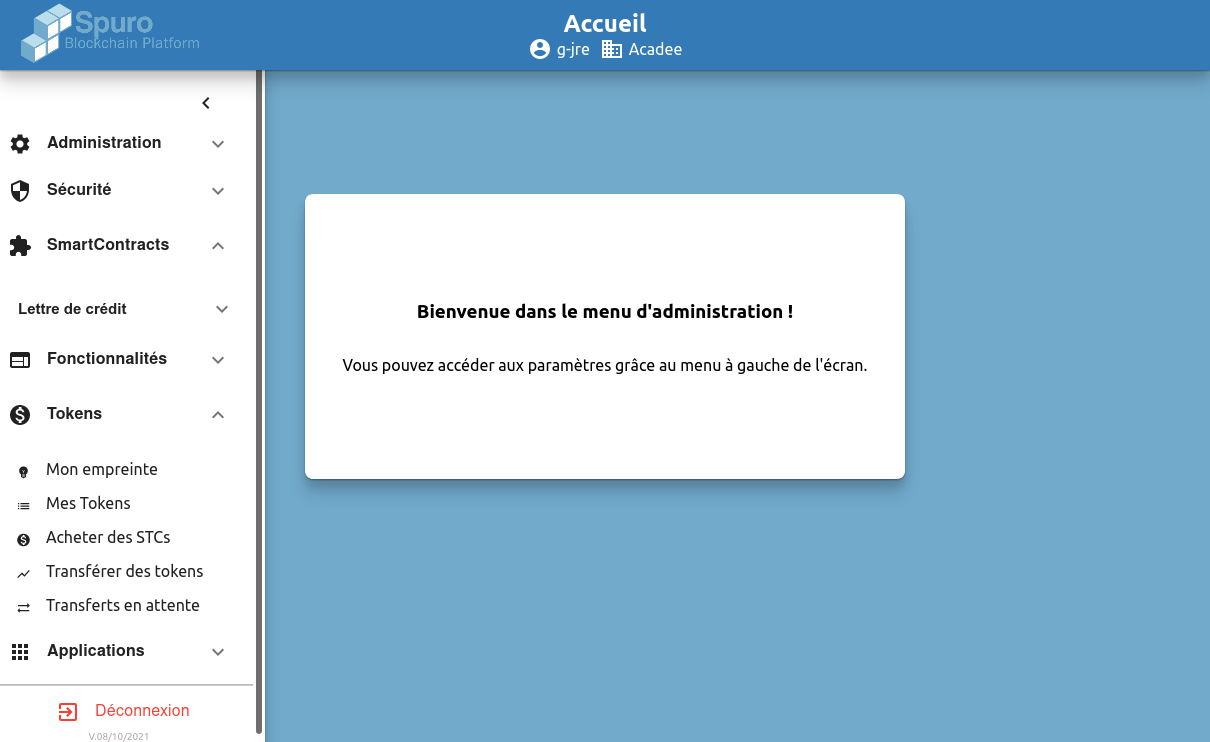 Spuro
Blockchain Platform
Accueil
g-jre Acadee
Administration
Sécurité
SmartContracts
Lettre de crédit
Fonctionnalités
Tokens
Mon empreinte
Mes Tokens
Acheter des STCs
Transférer des tokens
Transferts en attente
Applications
Déconnexion
V.08/10/2021
Bienvenue dans le menu d'administration !
Vous pouvez accéder aux paramètres grâce au menu à gauche de l'écran.